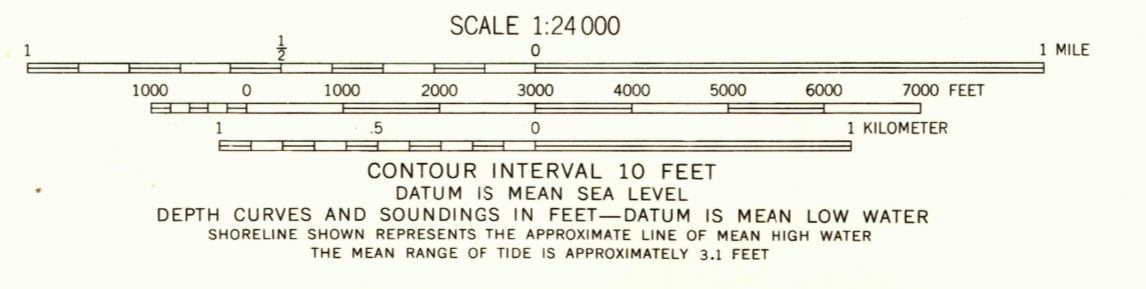 SCALE 1:24 000
1 ½ 0 1 MILE
1000 0 1000 2000 3000 4000 5000 6000 7000 FEET
1 .5 0 1 KILOMETER
CONTOUR INTERVAL 10 FEET
DATUM IS MEAN SEA LEVEL
DEPTH CURVES AND SOUNDINGS IN FEET—DATUM IS MEAN LOW WATER
SHORELINE SHOWN REPRESENTS THE APPROXIMATE LINE OF MEAN HIGH WATER
THE MEAN RANGE OF TIDE IS APPROXIMATELY 3.1 FEET